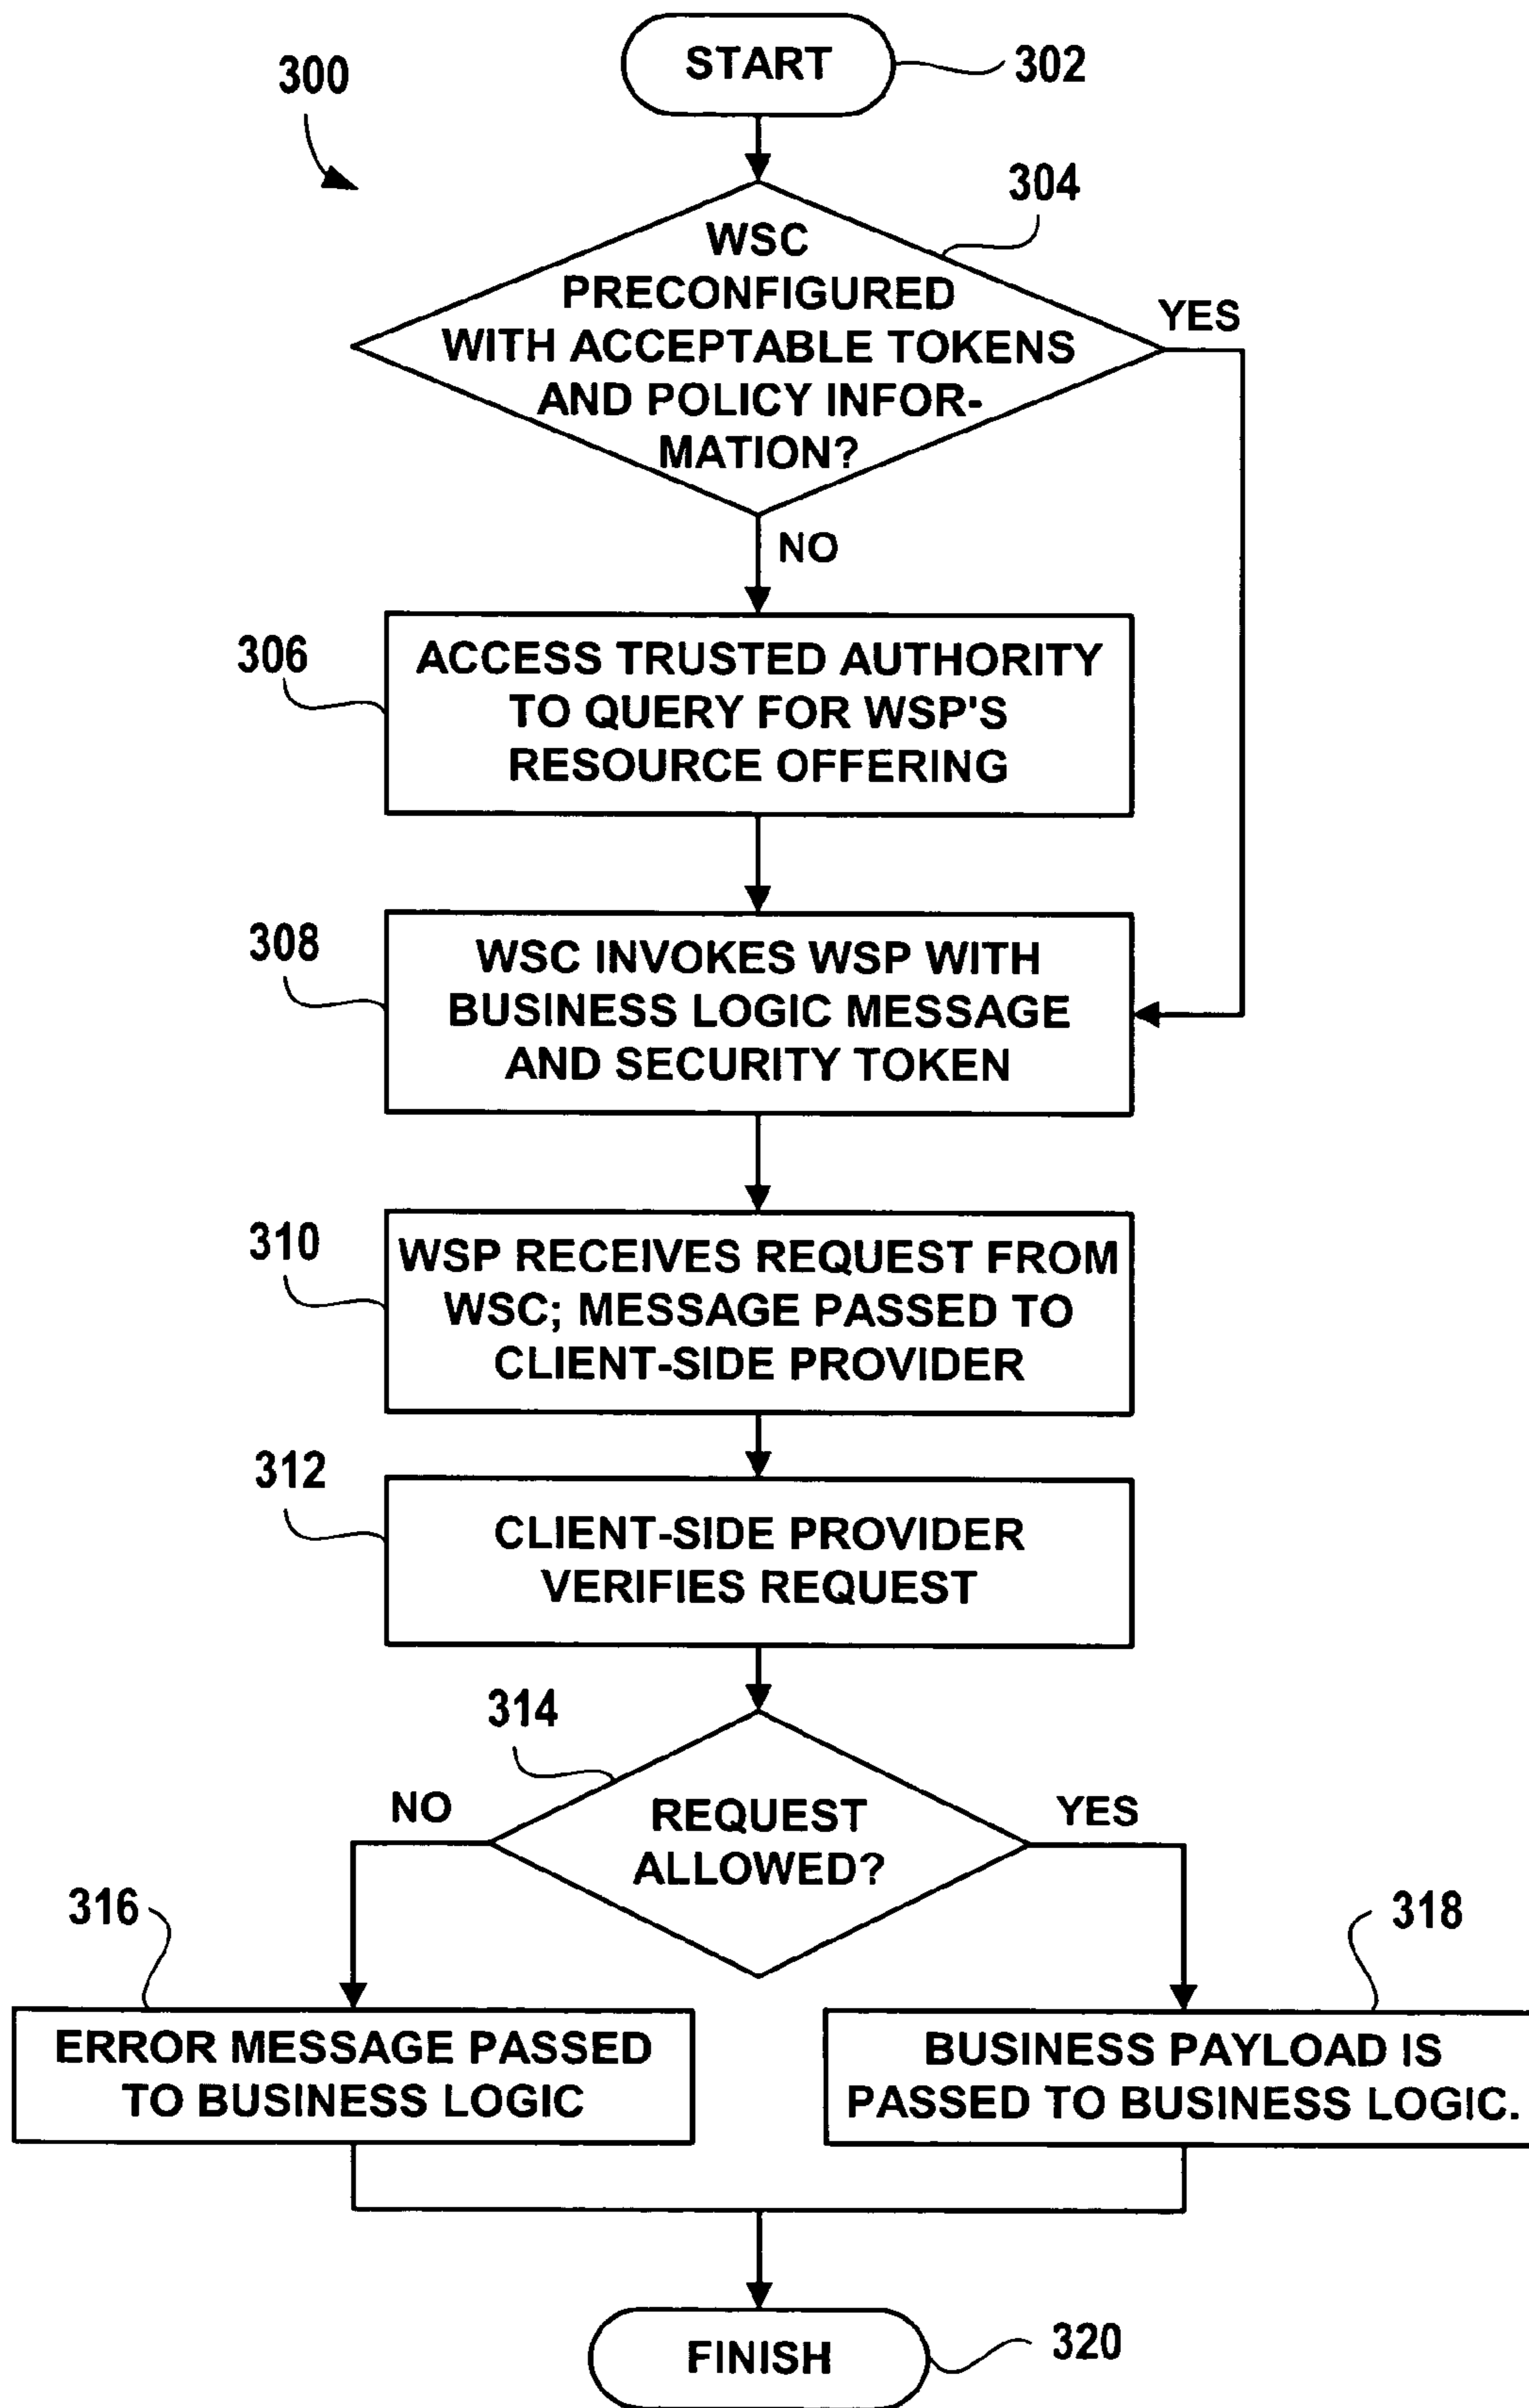 300
START
302
304
WSC
PRECONFIGURED
WITH ACCEPTABLE TOKENS
AND POLICY INFOR-
MATION?
YES
NO
306
ACCESS TRUSTED AUTHORITY
TO QUERY FOR WSP'S
RESOURCE OFFERING
308
WSC INVOKES WSP WITH
BUSINESS LOGIC MESSAGE
AND SECURITY TOKEN
310
WSP RECEIVES REQUEST FROM
WSC; MESSAGE PASSED TO
CLIENT-SIDE PROVIDER
312
CLIENT-SIDE PROVIDER
VERIFIES REQUEST
314
NO
REQUEST
ALLOWED?
YES
316
318
ERROR MESSAGE PASSED
TO BUSINESS LOGIC
BUSINESS PAYLOAD IS
PASSED TO BUSINESS LOGIC.
FINISH
320